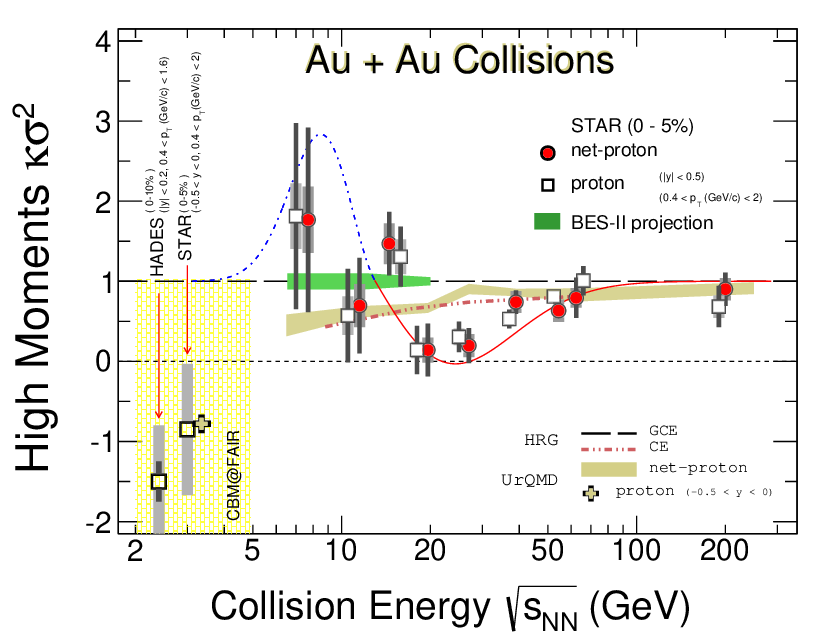 Au + Au Collisions
High Moments κσ²
4
3
2
1
0
-1
-2
HADES ( 0-10% )
(|y| < 0.2, 0.4 < pT (GeV/c) < 1.6)
STAR ( 0-5% )
(-0.5 < y < 0, 0.4 < pT (GeV/c) < 2)
STAR (0 - 5%)
net-proton
proton (|y| < 0.5)
(0.4 < pT (GeV/c) < 2)
BES-II projection
CBM@FAIR
HRG GCE
CE
UrQMD net-proton
proton (-0.5 < y < 0)
2 5 10 20 50 100 200
Collision Energy √sNN (GeV)